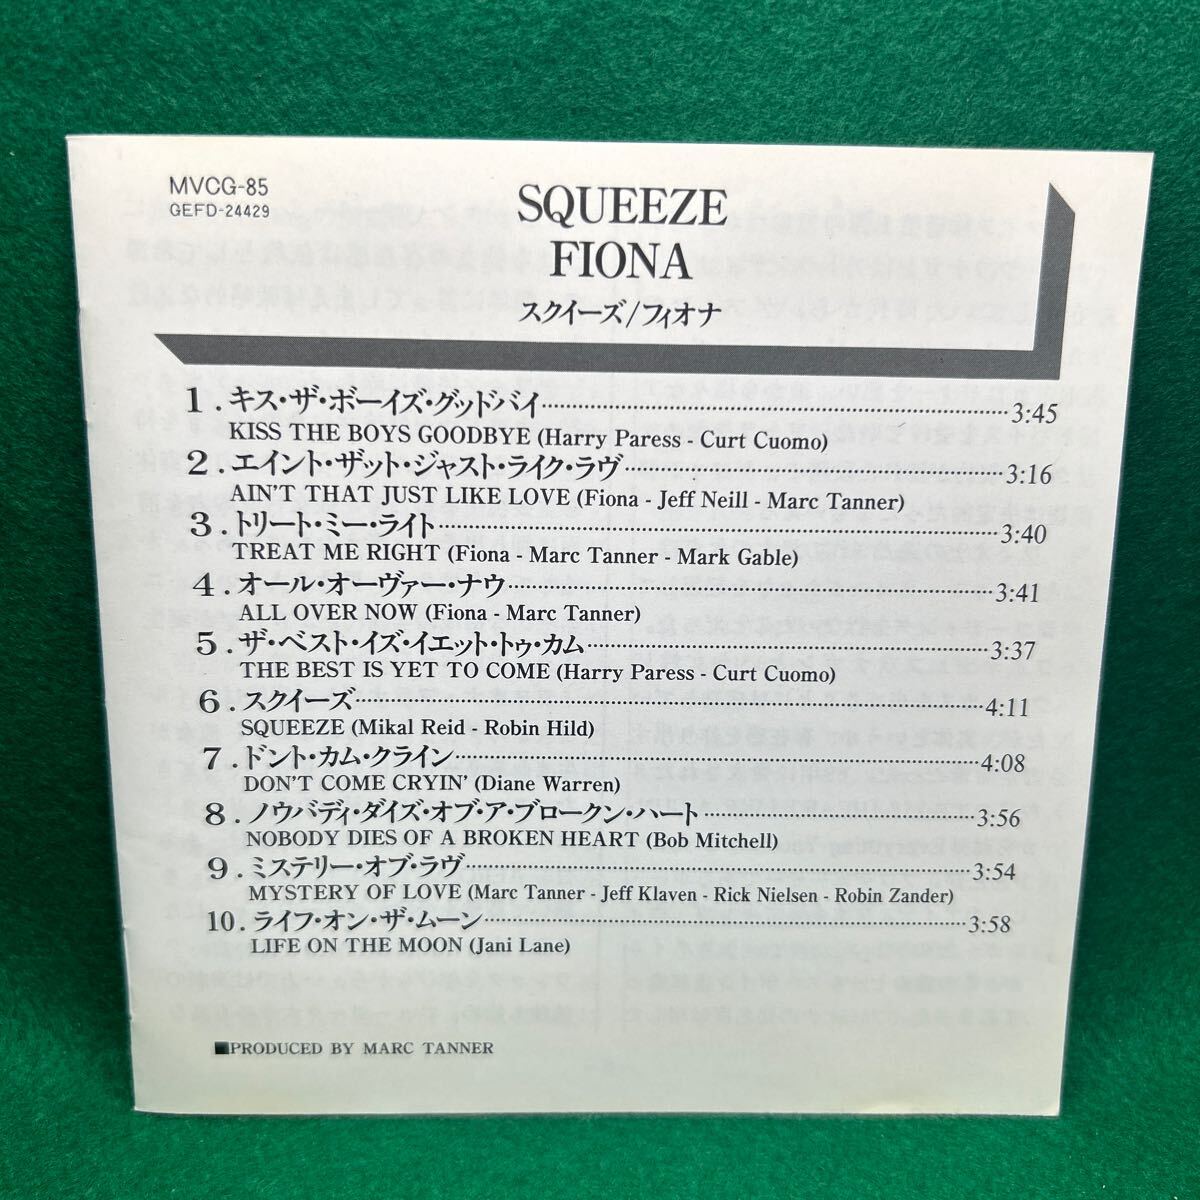 MVCG-85
GEFD-24429
SQUEEZE
FIONA
スクイーズ/フィオナ
1. キス・ザ・ボーイズ・グッドバイ 3:45
KISS THE BOYS GOODBYE (Harry Paress - Curt Cuomo)
2. エイント・ザット・ジャスト・ライク・ラヴ 3:16
AIN'T THAT JUST LIKE LOVE (Fiona - Jeff Neill - Marc Tanner)
3. トリート・ミー・ライト 3:40
TREAT ME RIGHT (Fiona - Marc Tanner - Mark Gable)
4. オール・オーヴァー・ナウ 3:41
ALL OVER NOW (Fiona - Marc Tanner)
5. ザ・ベスト・イズ・イエット・トゥ・カム 3:37
THE BEST IS YET TO COME (Harry Paress - Curt Cuomo)
6. スクイーズ 4:11
SQUEEZE (Mikal Reid - Robin Hild)
7. ドント・カム・クライン 4:08
DON'T COME CRYIN' (Diane Warren)
8. ノウバディ・ダイズ・オブ・ア・ブロークン・ハート 3:56
NOBODY DIES OF A BROKEN HEART (Bob Mitchell)
9. ミステリー・オブ・ラヴ 3:54
MYSTERY OF LOVE (Marc Tanner - Jeff Klaven - Rick Nielsen - Robin Zander)
10. ライフ・オン・ザ・ムーン 3:58
LIFE ON THE MOON (Jani Lane)
■PRODUCED BY MARC TANNER